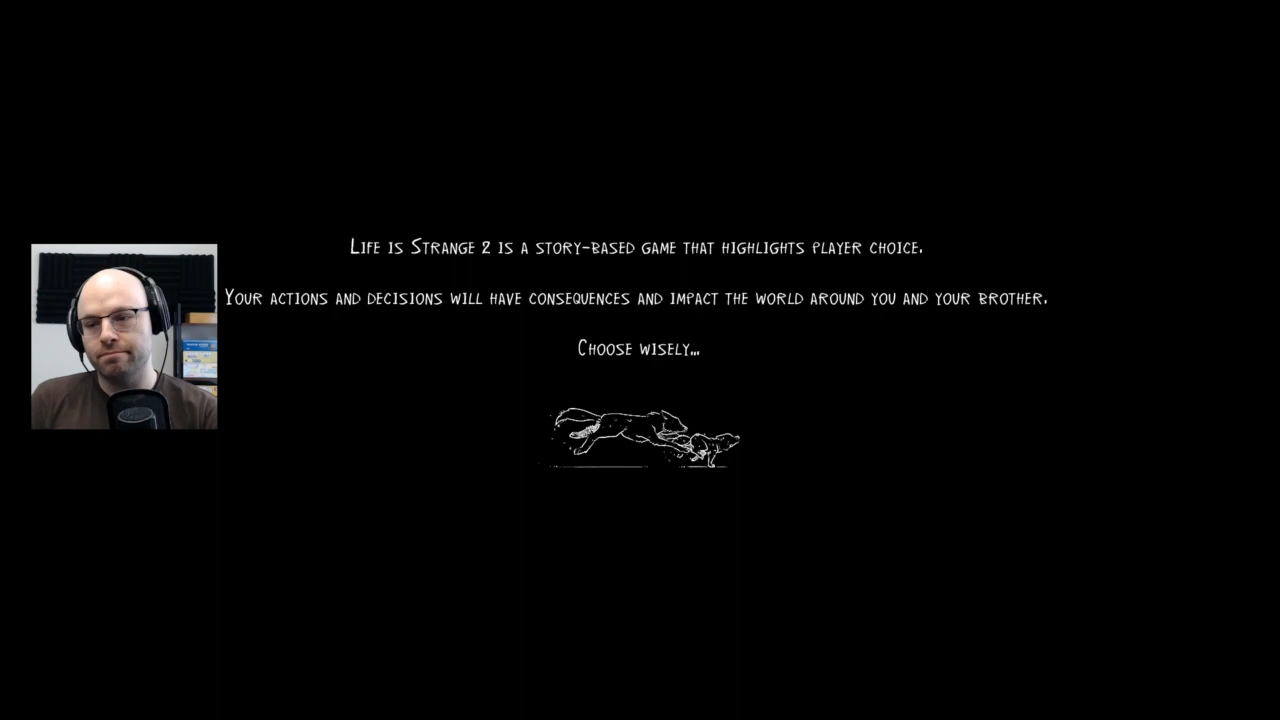 Life is Strange 2 is a story-based game that highlights player choice.
Your actions and decisions will have consequences and impact the world around you and your brother.
Choose wisely...